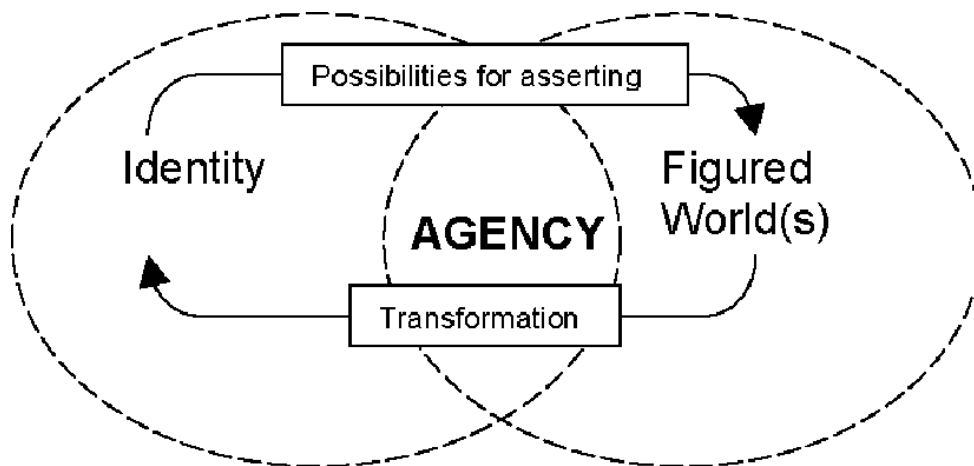 Possibilities for asserting
Identity
Figured
World(s)
AGENCY
Transformation